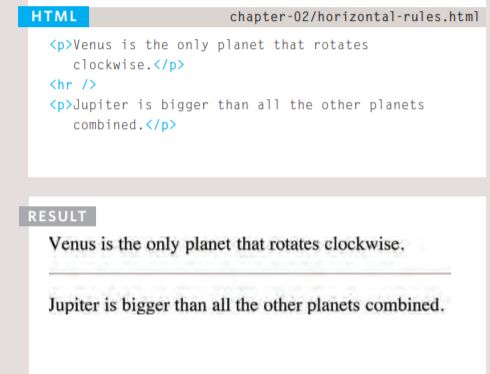 HTML chapter-02/horizontal-rules.html
<p>Venus is the only planet that rotates
clockwise.</p>
<hr />
<p>Jupiter is bigger than all the other planets
combined.</p>
RESULT
Venus is the only planet that rotates clockwise.
Jupiter is bigger than all the other planets combined.